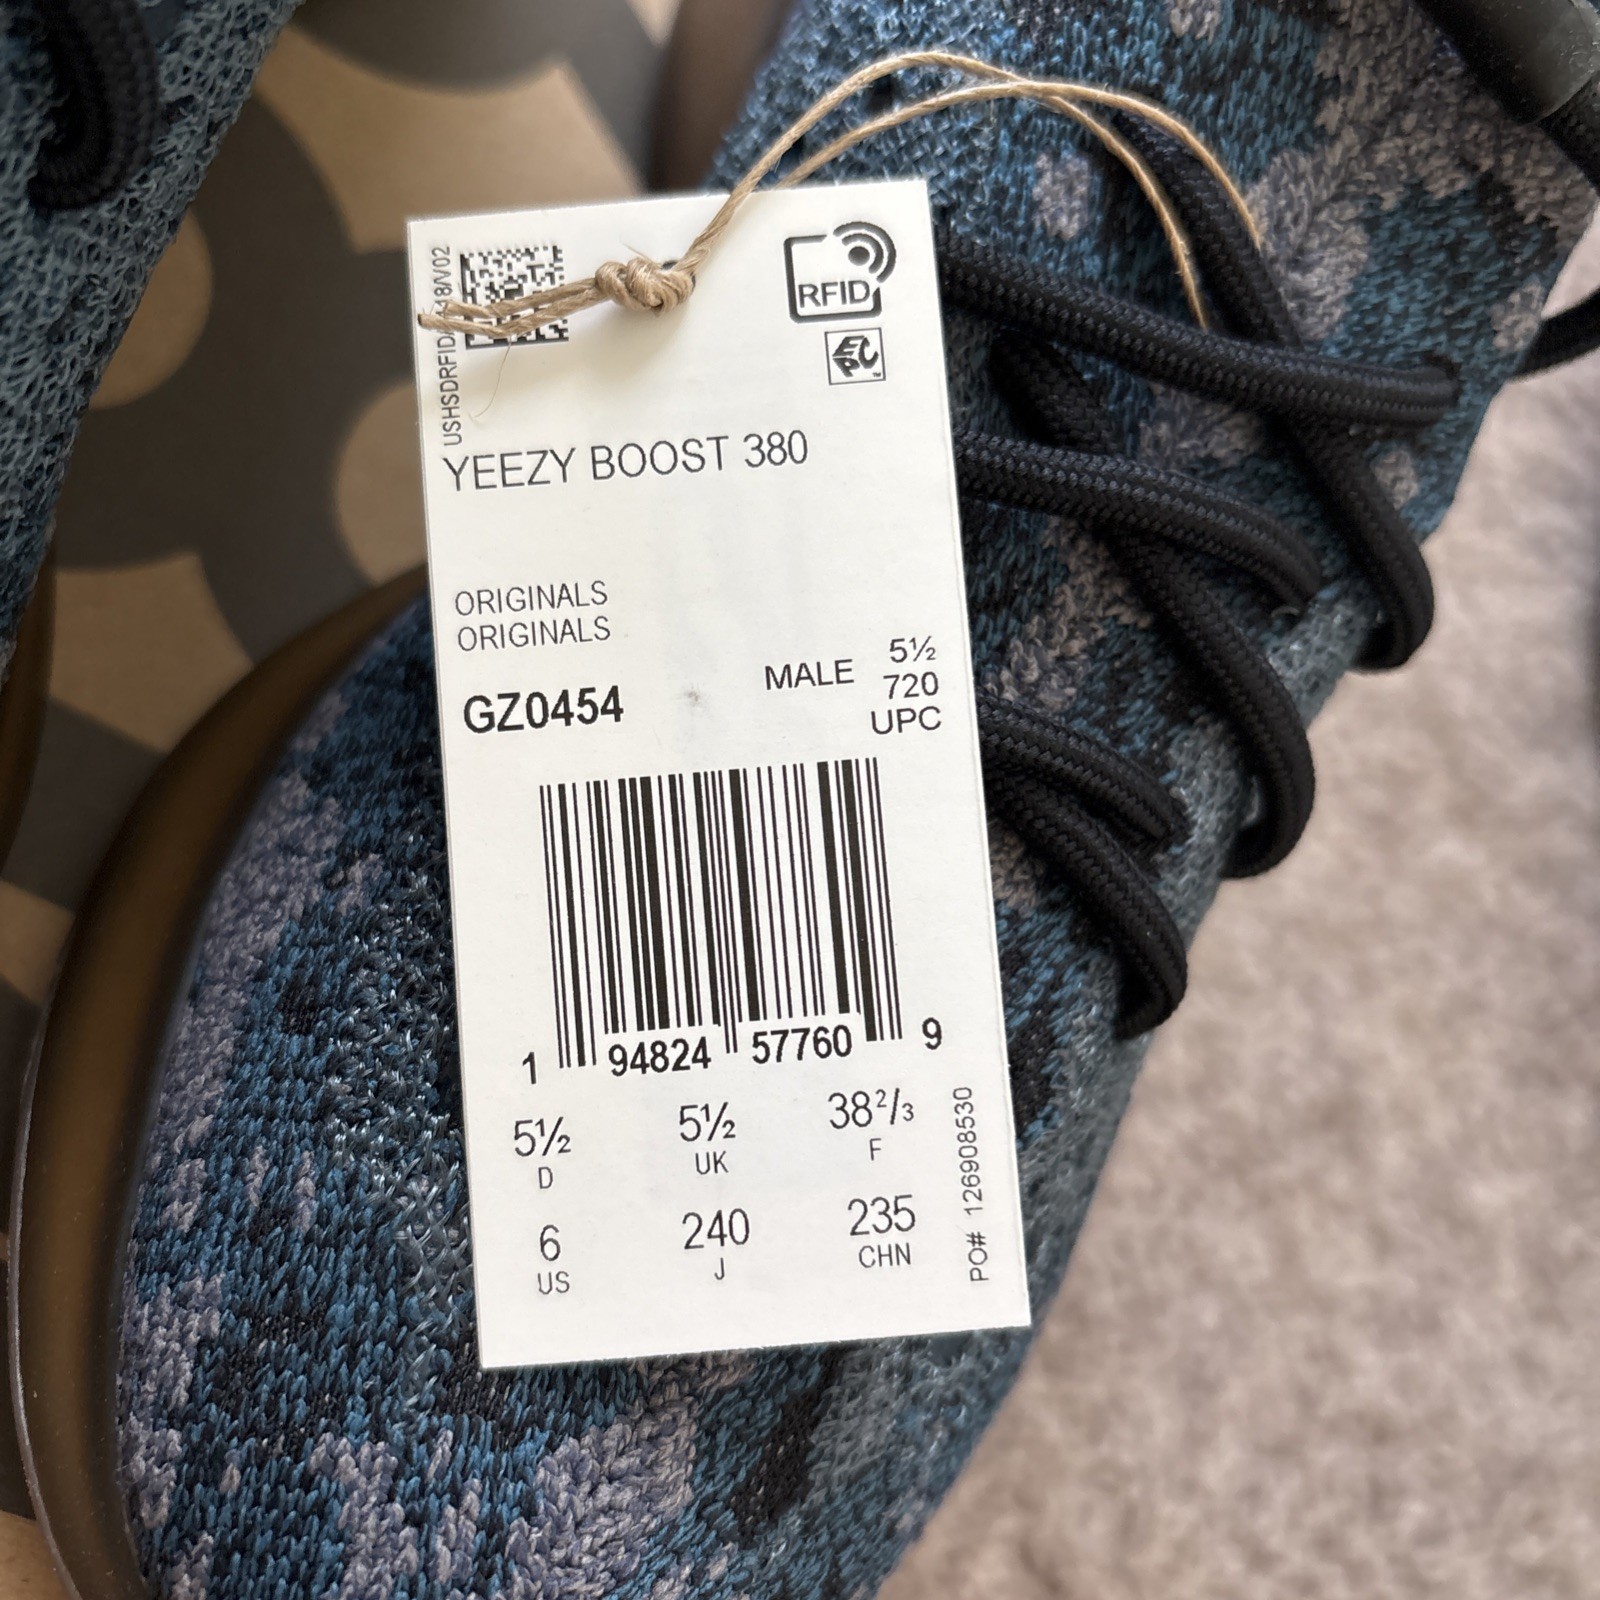 RFID
EPC
YEEZY BOOST 380
ORIGINALS
ORIGINALS
GZ0454
MALE
5½
720
UPC
1 94824 57760 9
5½ 5½ 38²/₃
D UK F
6 240 235
US J CHN
PO# 126908530